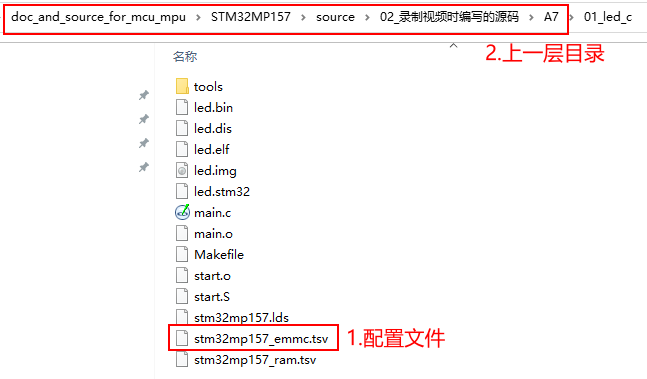 doc_and_source_for_mcu_mpu > STM32MP157 > source > 02_录制视频时编写的源码 > A7 > 01_led_c
2.上一层目录
名称
tools
led.bin
led.dis
led.elf
led.img
led.stm32
main.c
main.o
Makefile
start.o
start.S
stm32mp157.lds
stm32mp157_emmc.tsv 1.配置文件
stm32mp157_ram.tsv